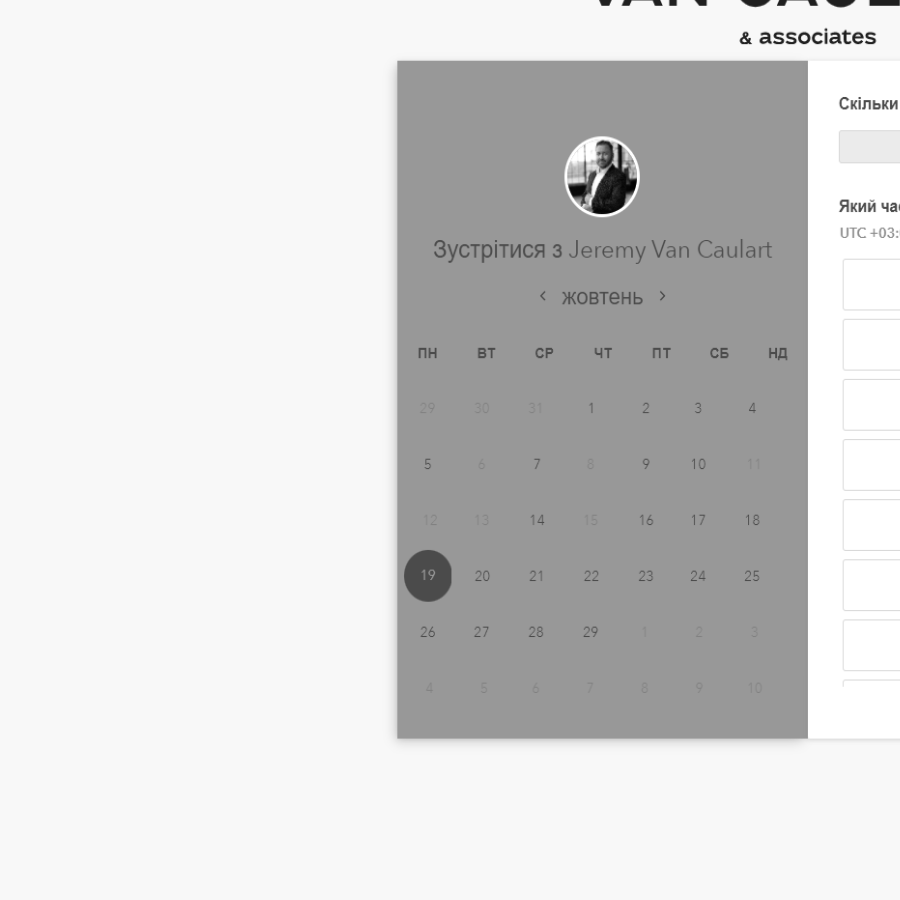 & associates
Зустрітися з Jeremy Van Caulart
‹ жовтень ›
ПН ВТ СР ЧТ ПТ СБ НД
29 30 31 1 2 3 4
5 6 7 8 9 10 11
12 13 14 15 16 17 18
19 20 21 22 23 24 25
26 27 28 29 1 2 3
4 5 6 7 8 9 10
Скільки
Який
UTC +03: